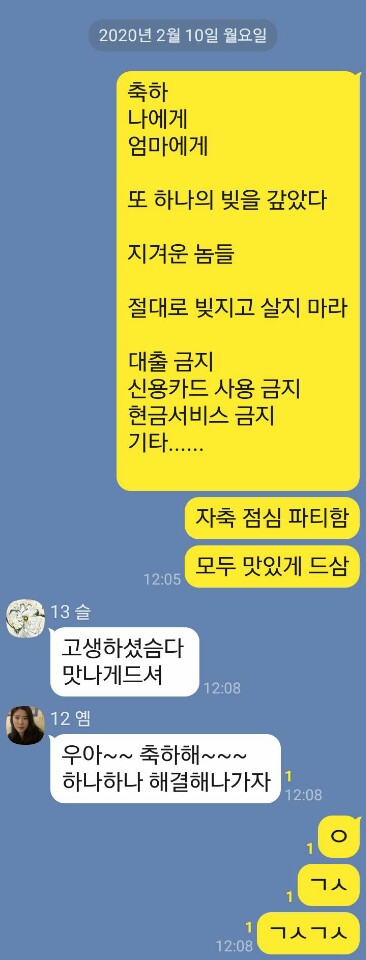 2020년 2월 10일 월요일
축하
나에게
엄마에게
또 하나의 빚을 갚았다
지겨운 놈들
절대로 빚지고 살지 마라
대출 금지
신용카드 사용 금지
현금서비스 금지
기타......
자축 점심 파티함
모두 맛있게 드삼
12:05
13 슬
고생하셨슴다
맛나게드셔
12:08
12 옘
우아~~ 축하해~~~
하나하나 해결해나가자
1
12:08
ㅇ
1
ㄱㅅ
1
ㄱㅅㄱㅅ
1
12:08